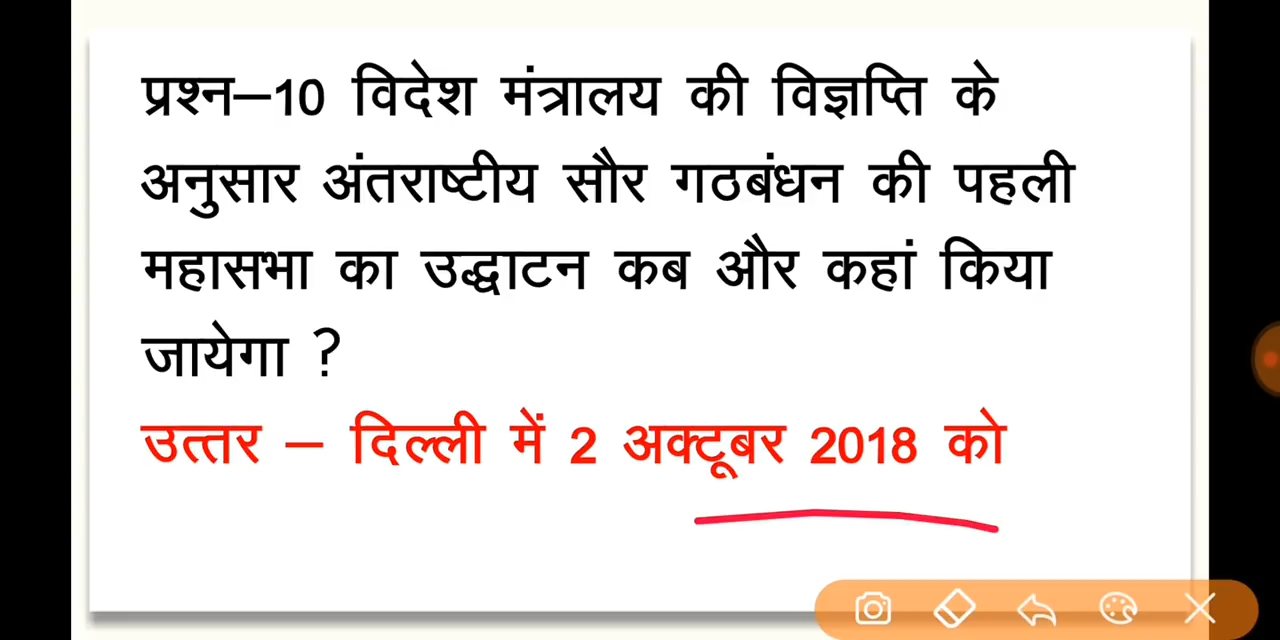 प्रश्न–10 विदेश मंत्रालय की विज्ञप्ति के
अनुसार अंतराष्टीय सौर गठबंधन की पहली
महासभा का उद्धाटन कब और कहां किया
जायेगा ?
उत्तर – दिल्ली में 2 अक्टूबर 2018 को